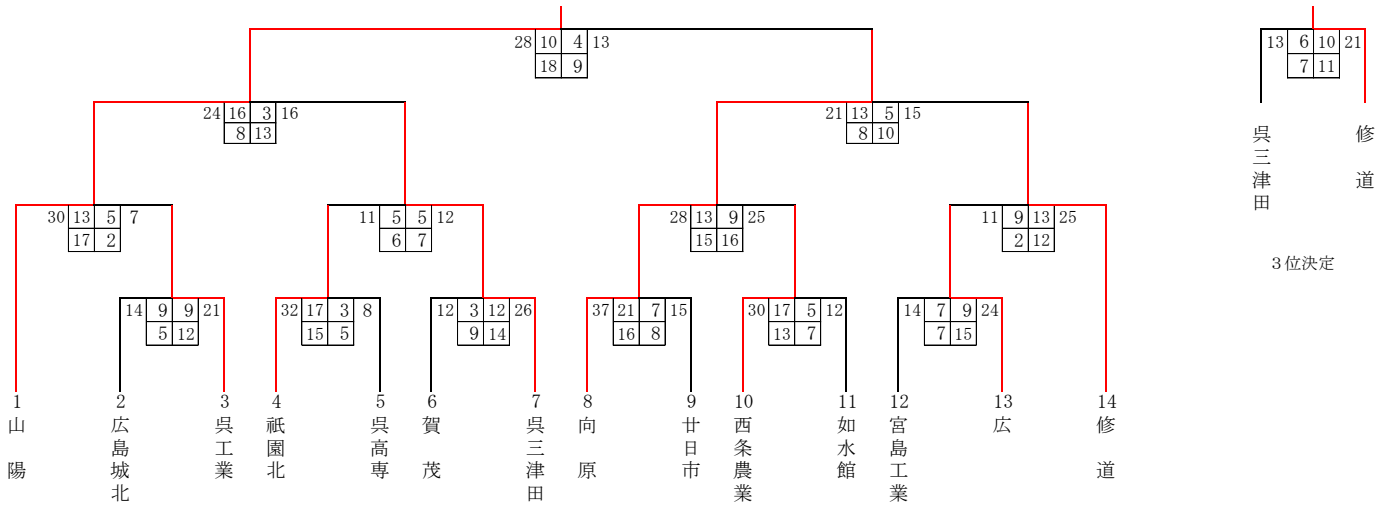 28 10 4 13
18 9
13 6 10 21
7 11
24 16 3 16
8 13
21 13 5 15
8 10
呉三津田
修道
30 13 5 7
17 2
11 5 5 12
6 7
28 13 9 25
15 16
11 9 13 25
2 12
3位決定
14 9 9 21
5 12
32 17 3 8
15 5
12 3 12 26
9 14
37 21 7 15
16 8
30 17 5 12
13 7
14 7 9 24
7 15
1 山陽
2 広島城北
3 呉工業
4 祇園北
5 呉高専
6 賀茂
7 呉三津田
8 向原
9 廿日市
10 西条農業
11 如水館
12 宮島工業
13 広
14 修道